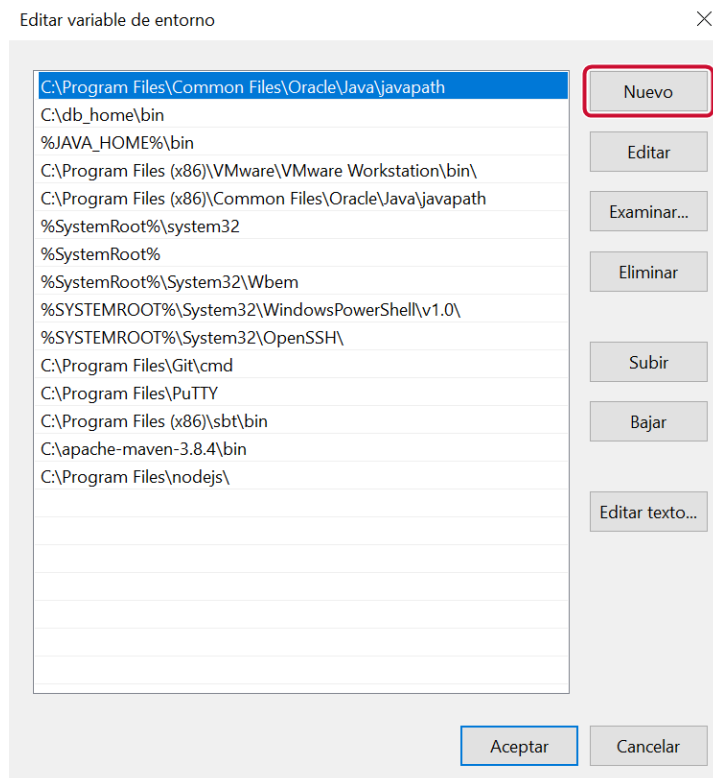 Editar variable de entorno
C:\Program Files\Common Files\Oracle\Java\javapath
C:\db_home\bin
%JAVA_HOME%\bin
C:\Program Files (x86)\VMware\VMware Workstation\bin\
C:\Program Files (x86)\Common Files\Oracle\Java\javapath
%SystemRoot%\system32
%SystemRoot%
%SystemRoot%\System32\Wbem
%SYSTEMROOT%\System32\WindowsPowerShell\v1.0\
%SYSTEMROOT%\System32\OpenSSH\
C:\Program Files\Git\cmd
C:\Program Files\PuTTY
C:\Program Files (x86)\sbt\bin
C:\apache-maven-3.8.4\bin
C:\Program Files\nodejs\
Nuevo
Editar
Examinar...
Eliminar
Subir
Bajar
Editar texto...
Aceptar
Cancelar